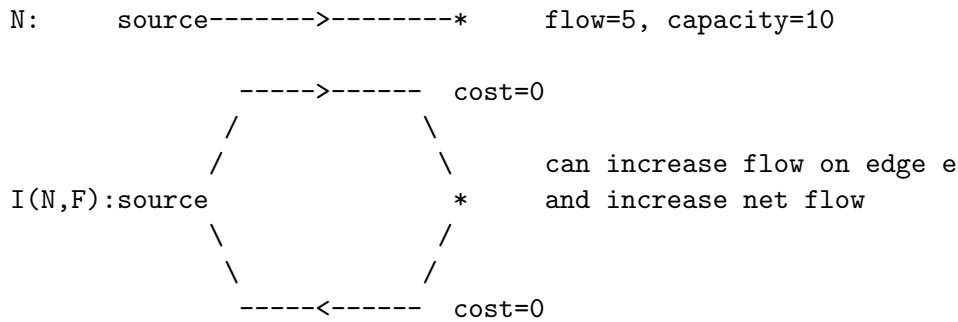 N: source------->--------* flow=5, capacity=10
----->------ cost=0
/ \
/ \ can increase flow on edge e
I(N,F):source * and increase net flow
\ /
\ /
-----<------ cost=0